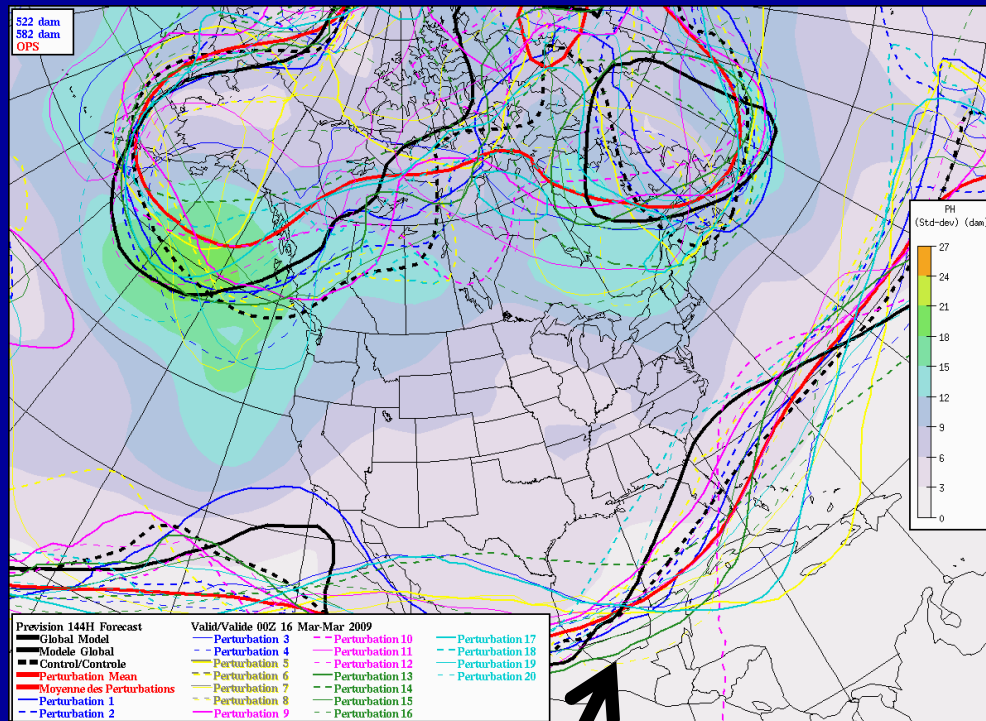 522 dam
582 dam
OPS
PH
(Std-dev) (dam)
27
24
21
18
15
12
9
6
3
0
Prevision 144H Forecast Valid/Valide 00Z 16 Mar-Mar 2009
Global Model
Modele Global
Control/Controle
Perturbation Mean
Moyenne des Perturbations
Perturbation 1
Perturbation 2
Perturbation 3
Perturbation 4
Perturbation 5
Perturbation 6
Perturbation 7
Perturbation 8
Perturbation 9
Perturbation 10
Perturbation 11
Perturbation 12
Perturbation 13
Perturbation 14
Perturbation 15
Perturbation 16
Perturbation 17
Perturbation 18
Perturbation 19
Perturbation 20